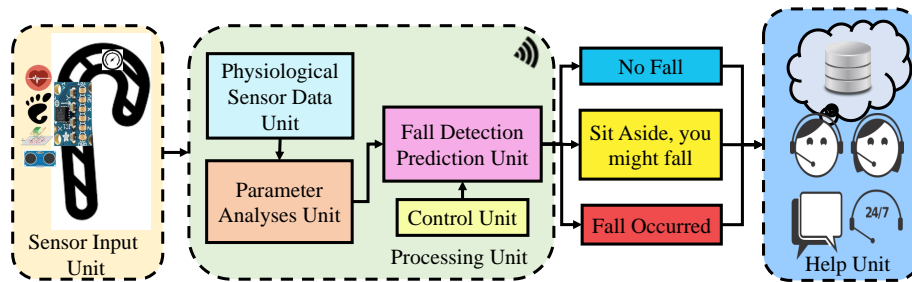 Sensor Input
Unit
Physiological
Sensor Data
Unit
Parameter
Analyses Unit
Fall Detection
Prediction Unit
Control Unit
Processing Unit
No Fall
Sit Aside, you
might fall
Fall Occurred
24/7
Help Unit